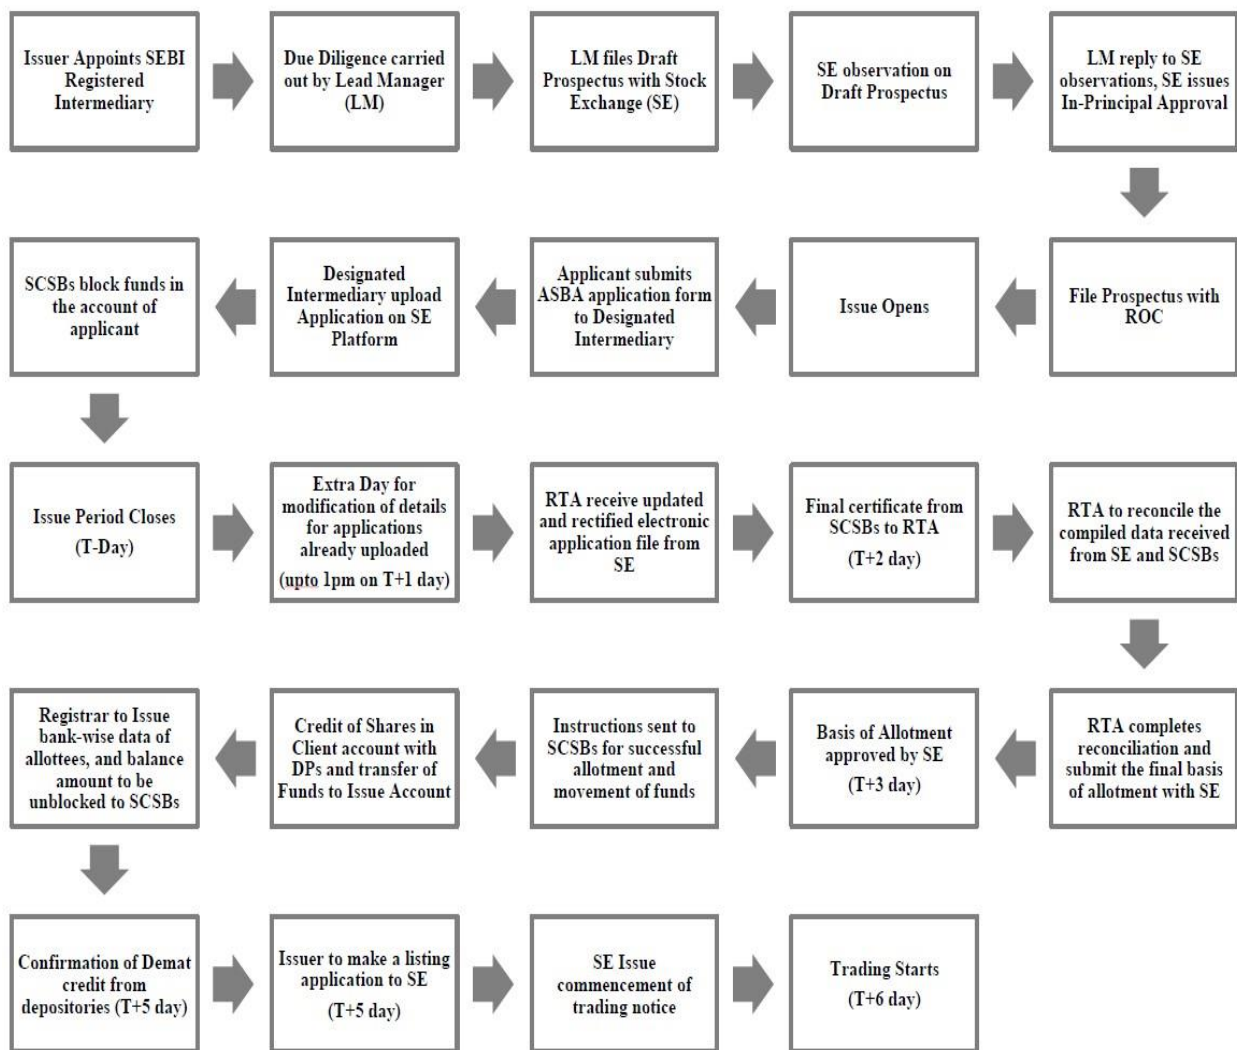 Issuer Appoints SEBI
Registered
Intermediary
Due Diligence carried
out by Lead Manager
(LM)
LM files Draft
Prospectus with Stock
Exchange (SE)
SE observation on
Draft Prospectus
LM reply to SE
observations, SE issues
In-Principal Approval
File Prospectus with
ROC
Issue Opens
Applicant submits
ASBA application form
to Designated
Intermediary
Designated
Intermediary upload
Application on SE
Platform
SCSBs block funds in
the account of
applicant
Issue Period Closes
(T-Day)
Extra Day for
modification of details
for applications
already uploaded
(upto 1pm on T+1 day)
RTA receive updated
and rectified electronic
application file from
SE
Final certificate from
SCSBs to RTA
(T+2 day)
RTA to reconcile the
compiled data received
from SE and SCSBs
RTA completes
reconciliation and
submit the final basis
of allotment with SE
Basis of Allotment
approved by SE
(T+3 day)
Instructions sent to
SCSBs for successful
allotment and
movement of funds
Credit of Shares in
Client account with
DPs and transfer of
Funds to Issue Account
Registrar to Issue
bank-wise data of
allottees, and balance
amount to be
unblocked to SCSBs
Confirmation of Demat
credit from
depositories (T+5 day)
Issuer to make a listing
application to SE
(T+5 day)
SE Issue
commencement of
trading notice
Trading Starts
(T+6 day)